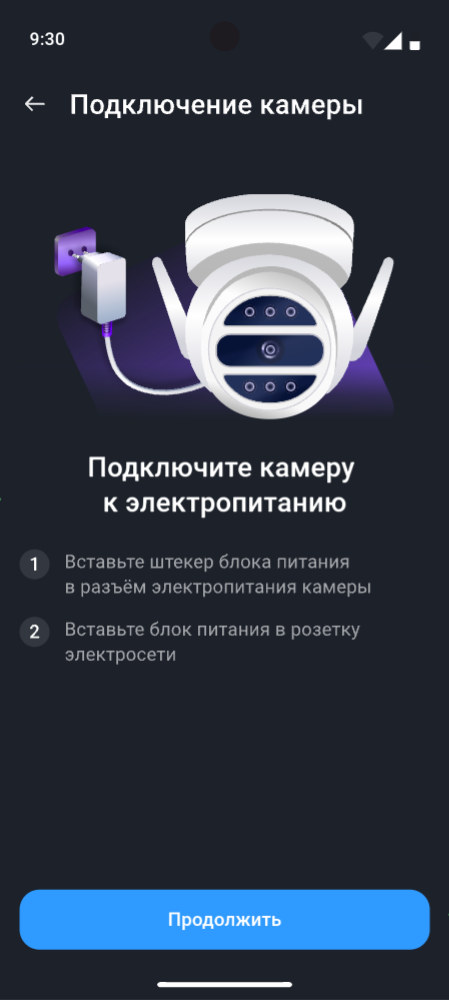 9:30
Подключение камеры
Подключите камеру
к электропитанию
1 Вставьте штекер блока питания
в разъём электропитания камеры
2 Вставьте блок питания в розетку
электросети
Продолжить